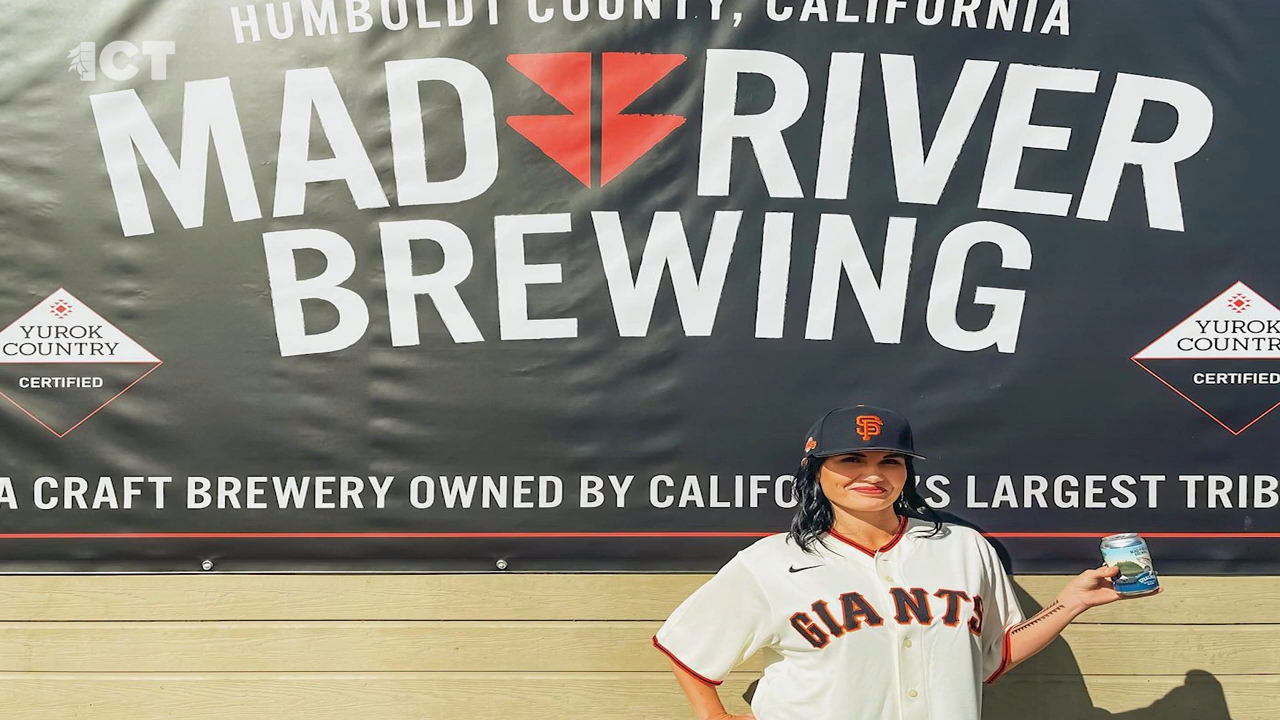 HUMBOLDT COUNTY, CALIFORNIA
ICT
MAD RIVER
BREWING
YUROK
COUNTRY
CERTIFIED
YUROK
COUNTR
CERTIFIED
A CRAFT BREWERY OWNED BY CALIFO 'S LARGEST TRIB
SF
GIANTS